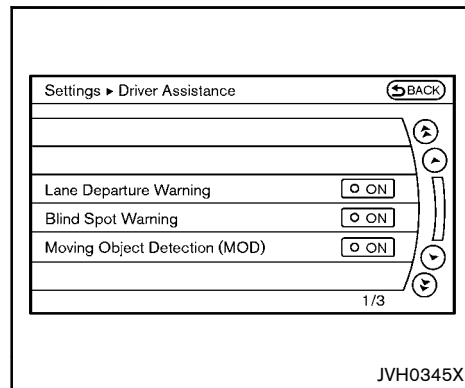 Settings ▸ Driver Assistance
BACK
Lane Departure Warning
ON
Blind Spot Warning
ON
Moving Object Detection (MOD)
ON
1/3
JVH0345X